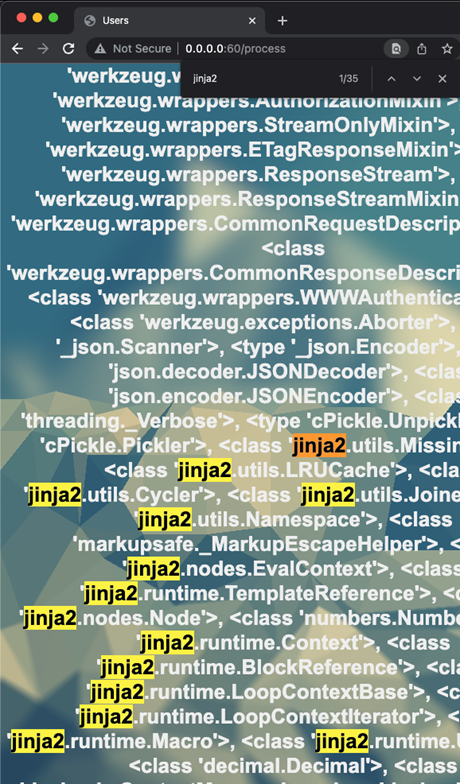 Users
Not Secure | 0.0.0.0:60/process
jinja2 1/35
'werkzeug.w
'werkzeug.wrappers.AuthorizationMixin'>,
'werkzeug.wrappers.StreamOnlyMixin'>,
'werkzeug.wrappers.ETagResponseMixin'>
'werkzeug.wrappers.ResponseStream'>,
'werkzeug.wrappers.ResponseStreamMixin
'werkzeug.wrappers.CommonRequestDescrip
<class
'werkzeug.wrappers.CommonResponseDescri
<class 'werkzeug.wrappers.WWWAuthentica
<class 'werkzeug.exceptions.Aborter'>,
'_json.Scanner'>, <type '_json.Encoder'>,
'json.decoder.JSONDecoder'>, <cla
'json.encoder.JSONEncoder'>, <class
'threading._Verbose'>, <type 'cPickle.Unpickl
'cPickle.Pickler'>, <class 'jinja2.utils.Missin
<class 'jinja2.utils.LRUCache'>, <cla
'jinja2.utils.Cycler'>, <class 'jinja2.utils.Joine
'jinja2.utils.Namespace'>, <class
'markupsafe._MarkupEscapeHelper'>, <
'jinja2.nodes.EvalContext'>, <class
'jinja2.runtime.TemplateReference'>, <c
'jinja2.nodes.Node'>, <class 'numbers.Numbe
'jinja2.runtime.Context'>, <class
'jinja2.runtime.BlockReference'>, <cla
'jinja2.runtime.LoopContextBase'>, <c
'jinja2.runtime.LoopContextIterator'>, <
'jinja2.runtime.Macro'>, <class 'jinja2.runtime.U
<class 'decimal.Decimal'>, <class